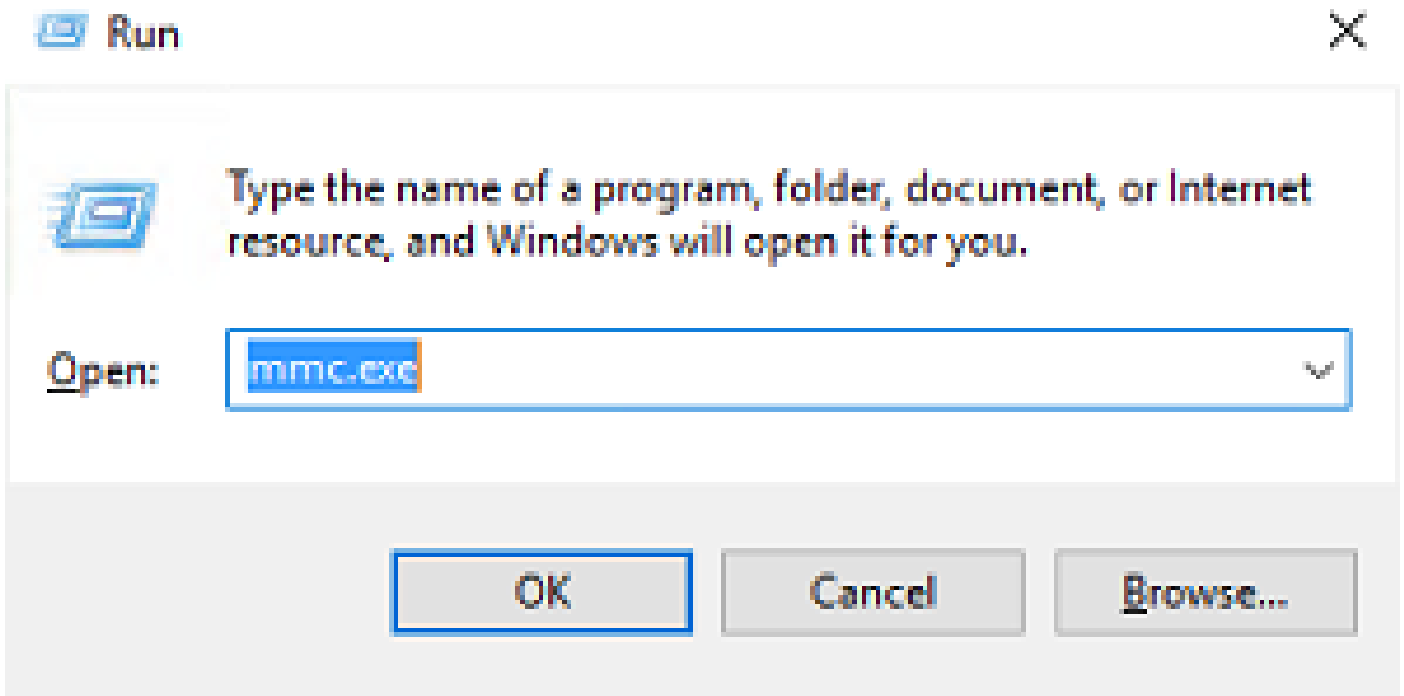 Run
Type the name of a program, folder, document, or Internet
resource, and Windows will open it for you.
Open:
mmc.exe
OK
Cancel
Browse...